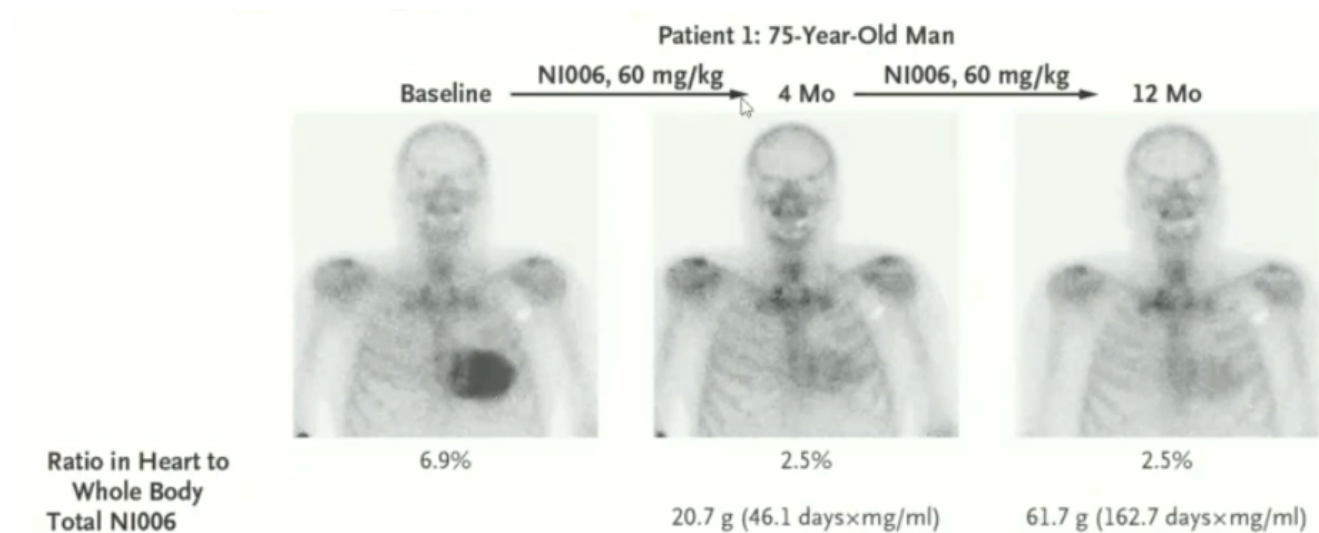 Patient 1: 75-Year-Old Man
NI006, 60 mg/kg NI006, 60 mg/kg
Baseline 4 Mo 12 Mo
Ratio in Heart to 6.9% 2.5% 2.5%
Whole Body
Total NI006 20.7 g (46.1 days×mg/ml) 61.7 g (162.7 days×mg/ml)